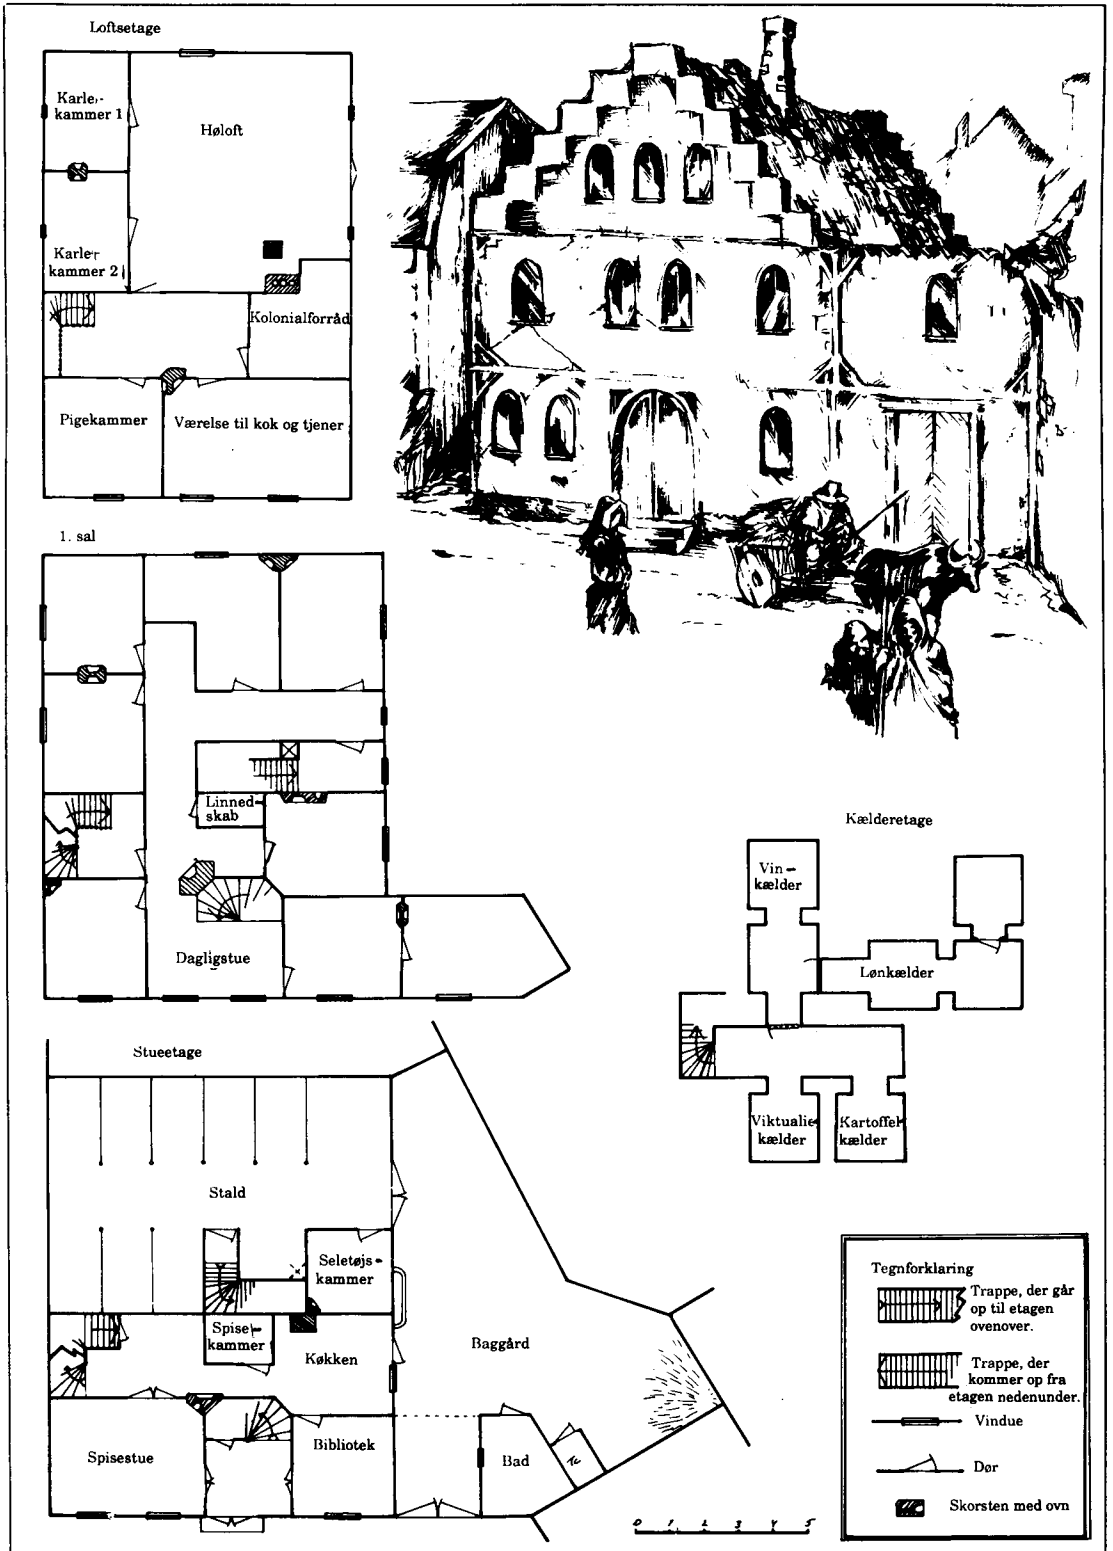 Loftsetage
Karle-
kammer 1
Høloft
Karle-
kammer 2
Kolonialforråd
Pigekammer
Værelse til kok og tjener
1. sal
Linned-
skab
Dagligstue
Kælderetage
Vin-
kælder
Lønkælder
Viktualie-
kælder
Kartoffel-
kælder
Stueetage
Stald
Seletøjs-
kammer
Spise-
kammer
Køkken
Baggård
Spisestue
Bibliotek
Bad
Tc
Tegnforklaring
Trappe, der går
op til etagen
ovenover.
Trappe, der
kommer op fra
etagen nedenunder.
Vindue
Dør
Skorsten med ovn
0 1 2 3 4 5